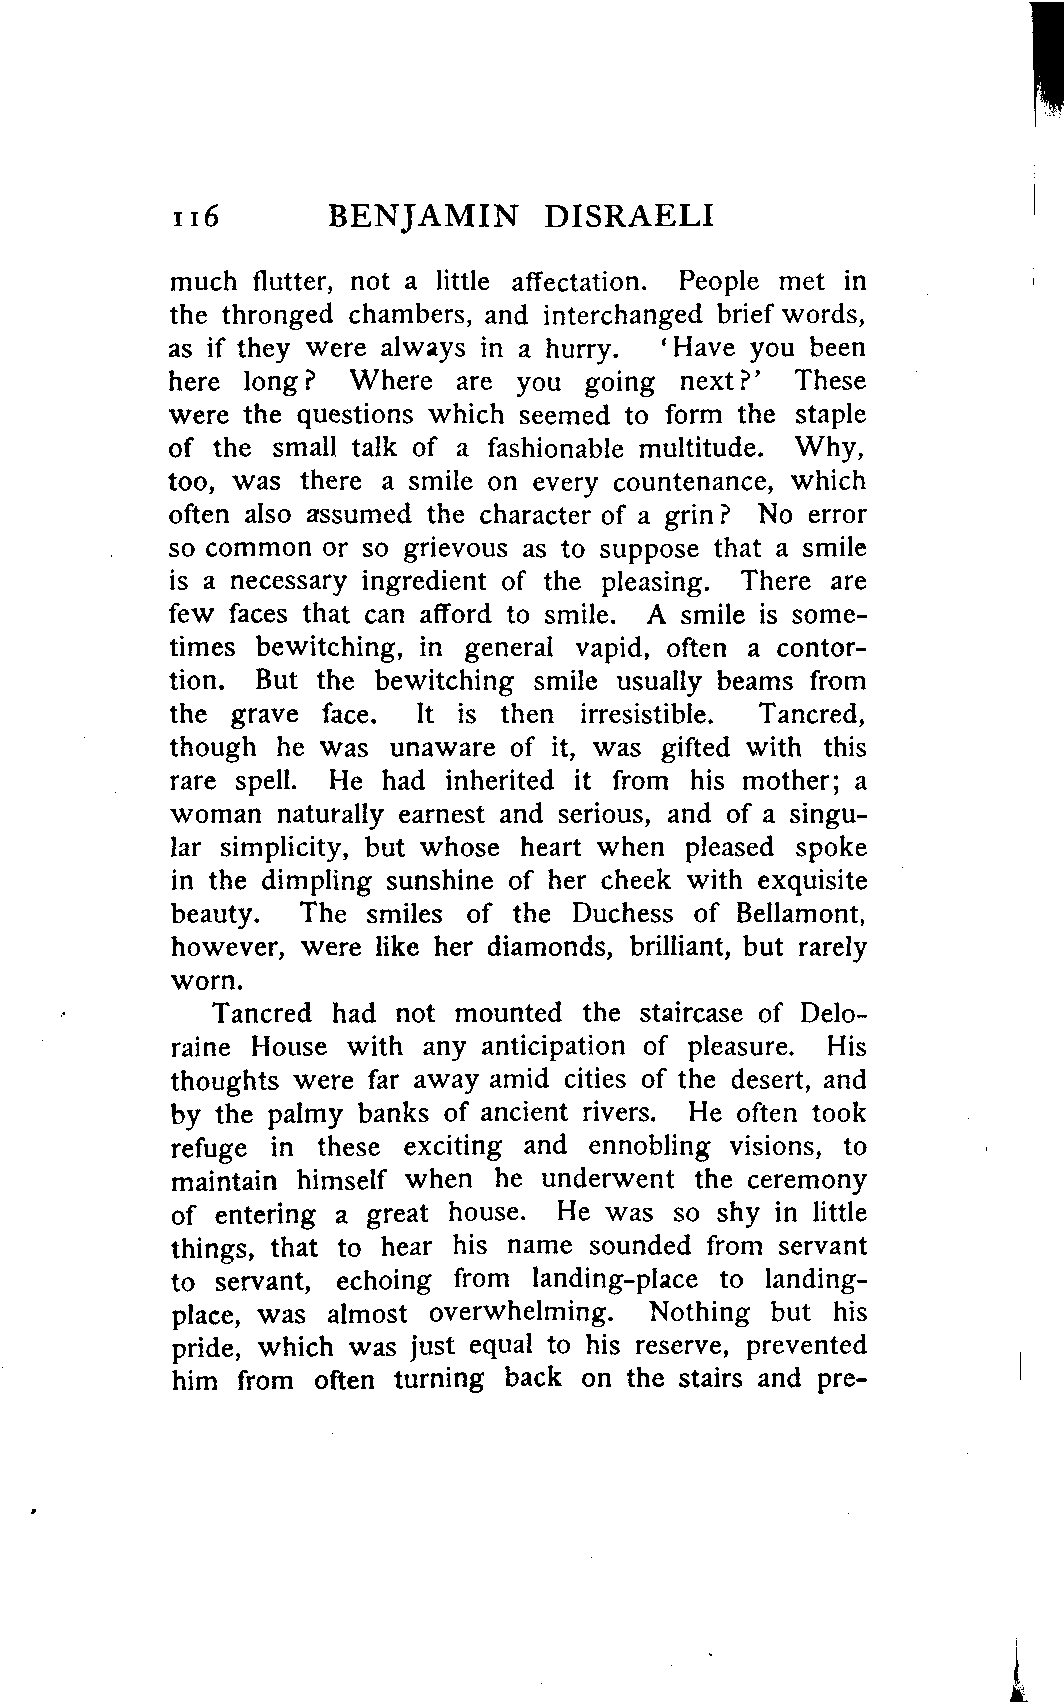 116 BENJAMIN DISRAELI
much flutter, not a little affectation. People met in
the thronged chambers, and interchanged brief words,
as if they were always in a hurry. ‘Have you been
here long? Where are you going next?’ These
were the questions which seemed to form the staple
of the small talk of a fashionable multitude. Why,
too, was there a smile on every countenance, which
often also assumed the character of a grin? No error
so common or so grievous as to suppose that a smile
is a necessary ingredient of the pleasing. There are
few faces that can afford to smile. A smile is some-
times bewitching, in general vapid, often a contor-
tion. But the bewitching smile usually beams from
the grave face. It is then irresistible. Tancred,
though he was unaware of it, was gifted with this
rare spell. He had inherited it from his mother; a
woman naturally earnest and serious, and of a singu-
lar simplicity, but whose heart when pleased spoke
in the dimpling sunshine of her cheek with exquisite
beauty. The smiles of the Duchess of Bellamont,
however, were like her diamonds, brilliant, but rarely
worn.
Tancred had not mounted the staircase of Delo-
raine House with any anticipation of pleasure. His
thoughts were far away amid cities of the desert, and
by the palmy banks of ancient rivers. He often took
refuge in these exciting and ennobling visions, to
maintain himself when he underwent the ceremony
of entering a great house. He was so shy in little
things, that to hear his name sounded from servant
to servant, echoing from landing-place to landing-
place, was almost overwhelming. Nothing but his
pride, which was just equal to his reserve, prevented
him from often turning back on the stairs and pre-